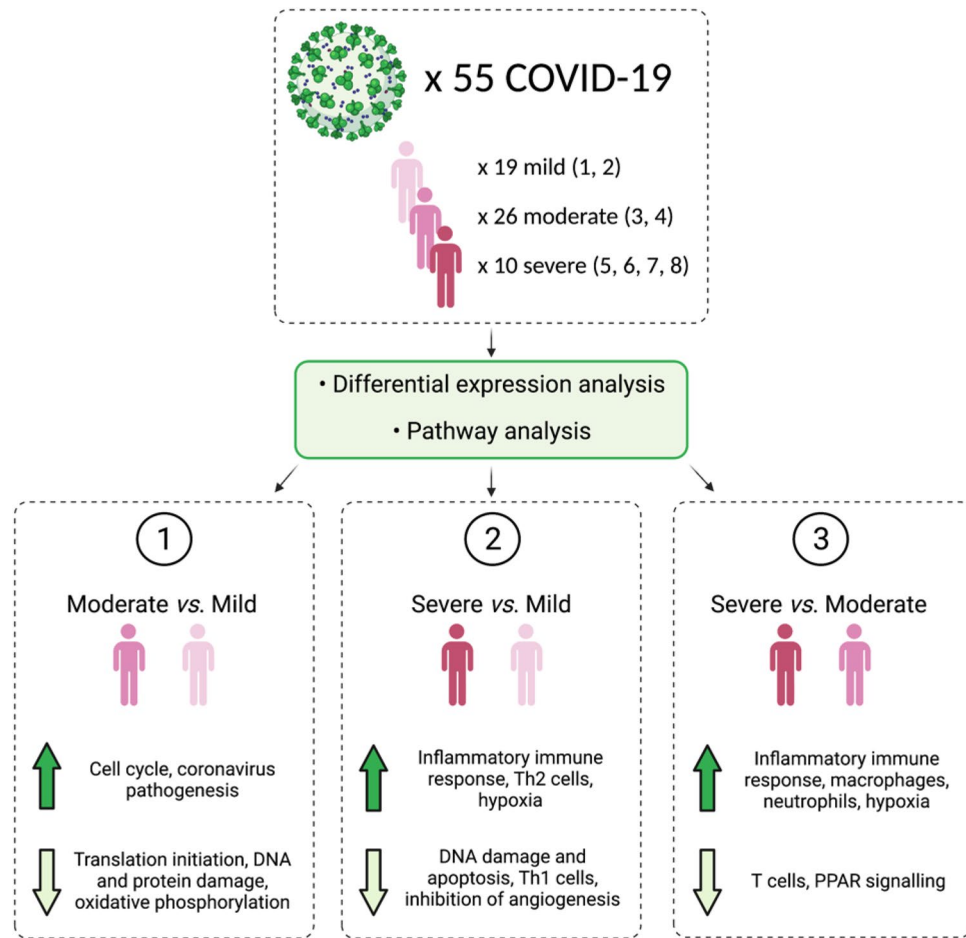 x 55 COVID-19
x 19 mild (1, 2)
x 26 moderate (3, 4)
x 10 severe (5, 6, 7, 8)
• Differential expression analysis
• Pathway analysis
1
Moderate vs. Mild
Cell cycle, coronavirus
pathogenesis
Translation initiation, DNA
and protein damage,
oxidative phosphorylation
2
Severe vs. Mild
Inflammatory immune
response, Th2 cells,
hypoxia
DNA damage and
apoptosis, Th1 cells,
inhibition of angiogenesis
3
Severe vs. Moderate
Inflammatory immune
response, macrophages,
neutrophils, hypoxia
T cells, PPAR signalling